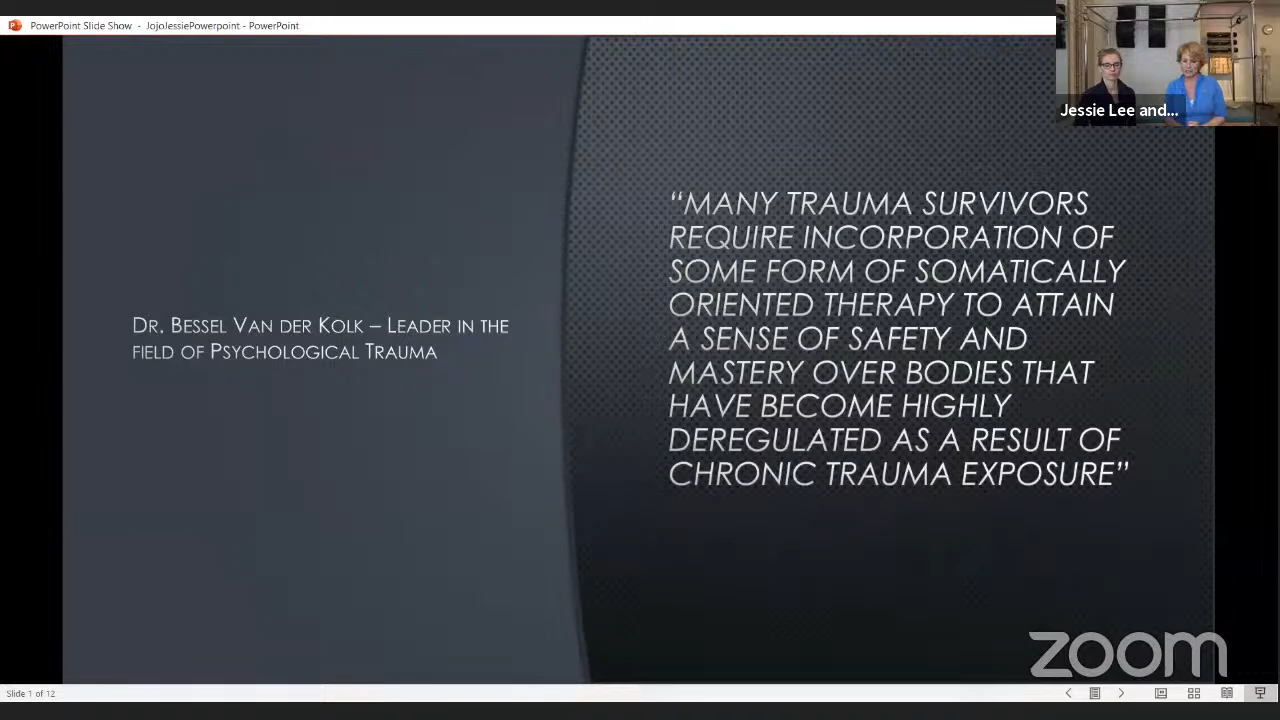 PowerPoint Slide Show - JojoJessiePowerpoint - PowerPoint
Jessie Lee and...
DR. BESSEL VAN DER KOLK – LEADER IN THE
FIELD OF PSYCHOLOGICAL TRAUMA
“MANY TRAUMA SURVIVORS
REQUIRE INCORPORATION OF
SOME FORM OF SOMATICALLY
ORIENTED THERAPY TO ATTAIN
A SENSE OF SAFETY AND
MASTERY OVER BODIES THAT
HAVE BECOME HIGHLY
DEREGULATED AS A RESULT OF
CHRONIC TRAUMA EXPOSURE”
zoom
Slide 1 of 12